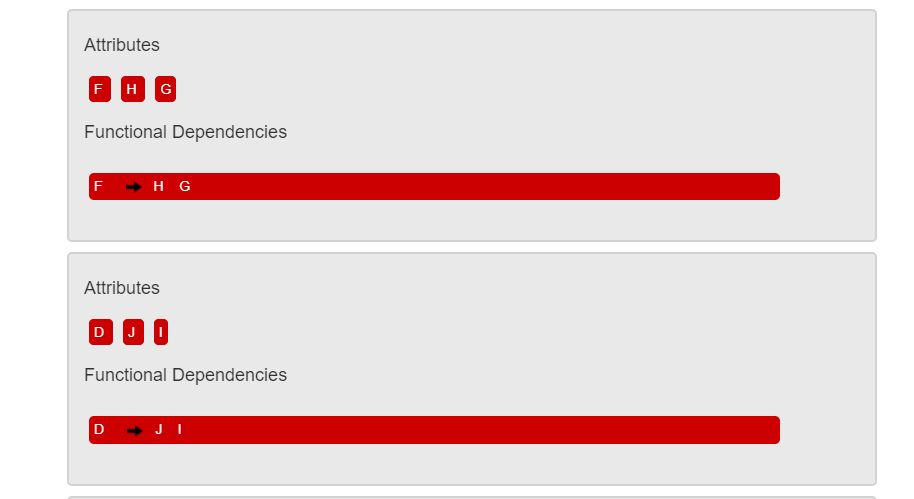 Attributes
F H G
Functional Dependencies
F → H G
Attributes
D J I
Functional Dependencies
D → J I